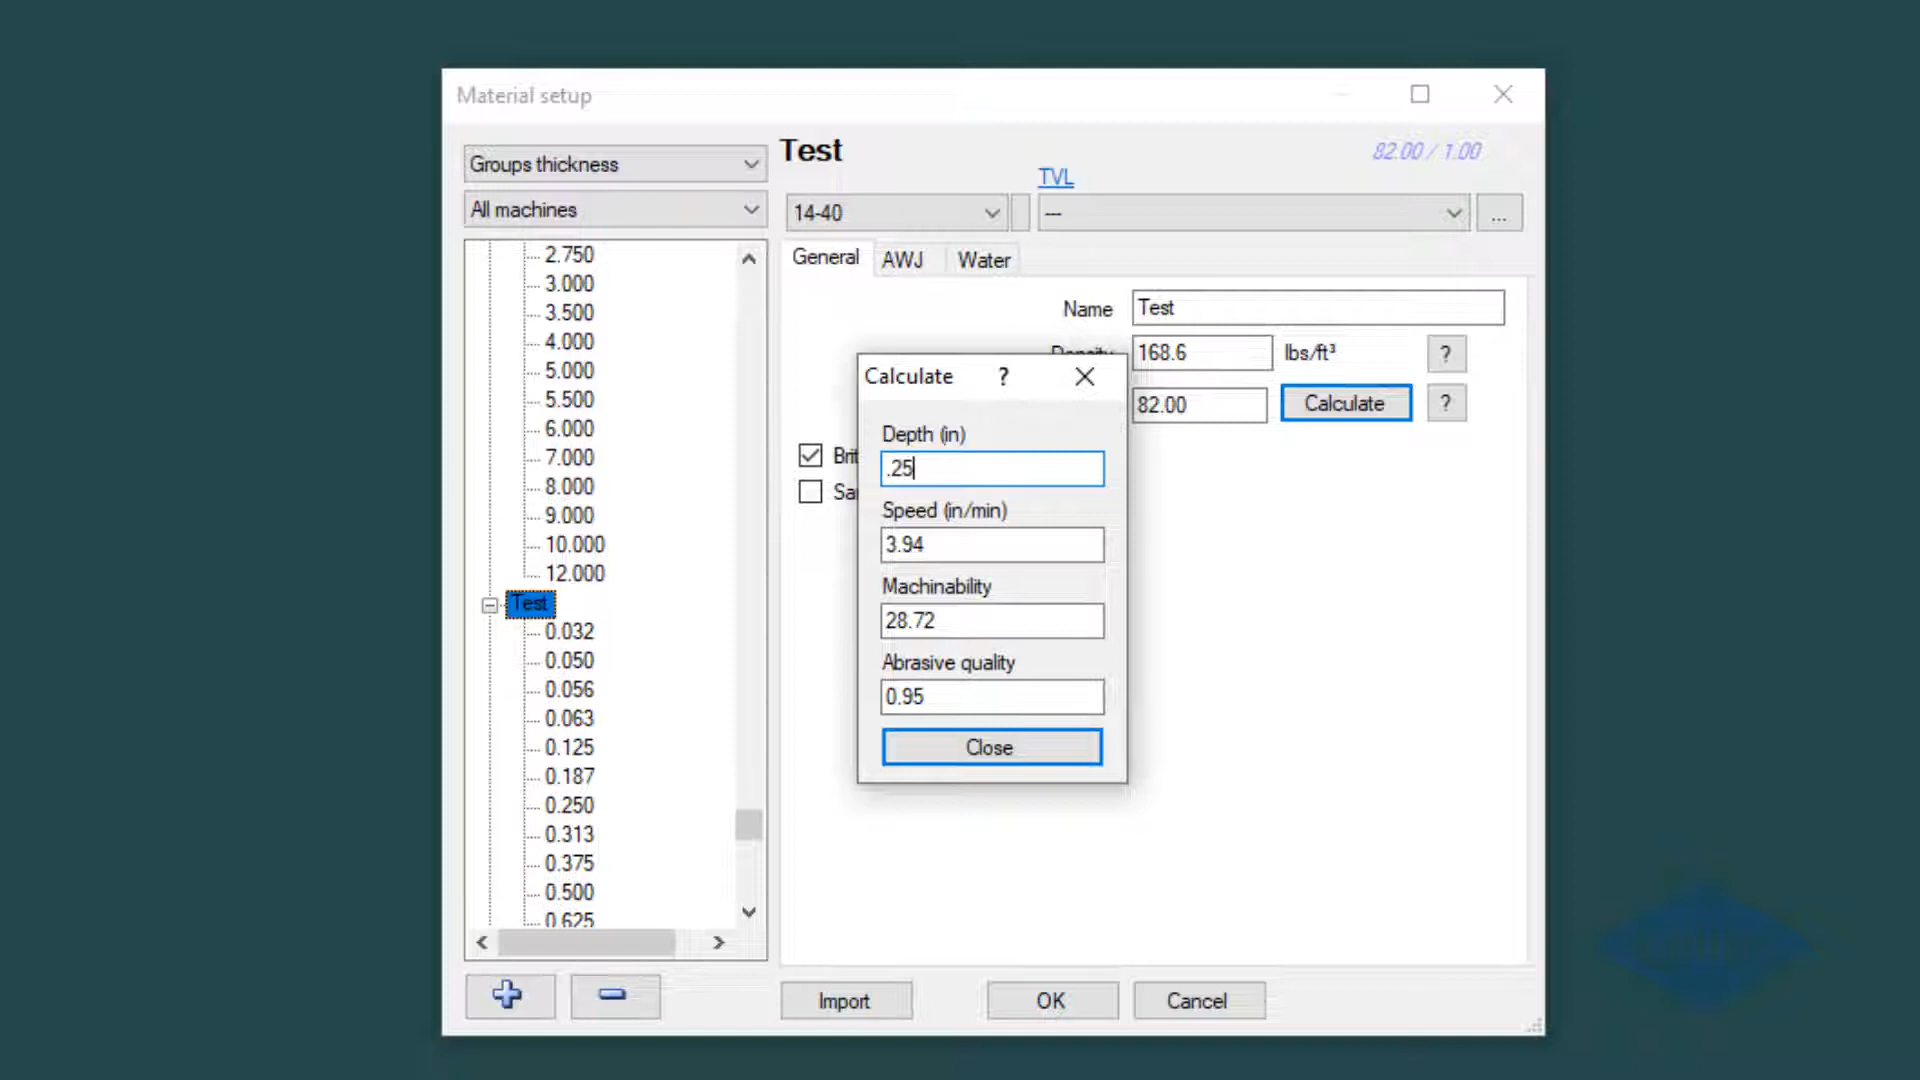 Material setup
Groups thickness
All machines
2.750
3.000
3.500
4.000
5.000
5.500
6.000
7.000
8.000
9.000
10.000
12.000
Test
0.032
0.050
0.056
0.063
0.125
0.187
0.250
0.313
0.375
0.500
0.625
Test
82.00 / 1.00
TVL
14-40
---
...
General
AWJ
Water
Name
Test
Density
168.6
lbs/ft³
?
82.00
Calculate
?
Calculate
?
Depth (in)
.25
Speed (in/min)
3.94
Machinability
28.72
Abrasive quality
0.95
Close
Import
OK
Cancel